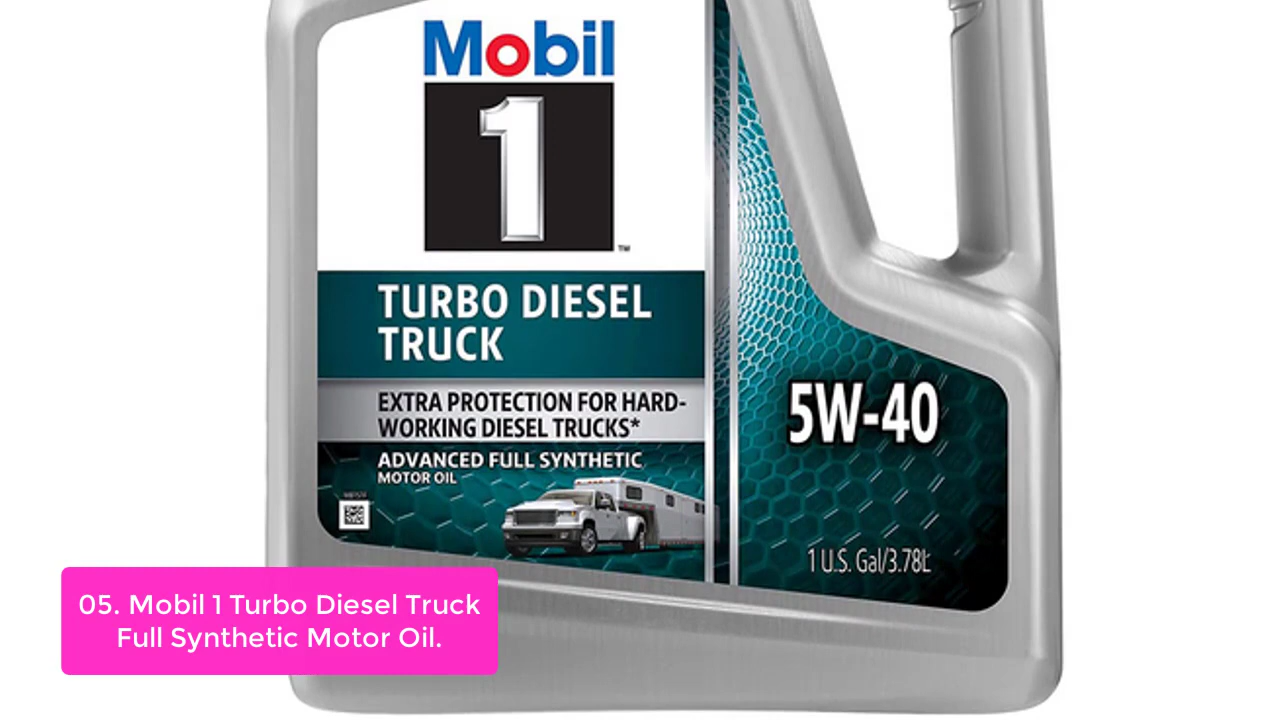 Mobil
1
™
TURBO DIESEL
TRUCK
EXTRA PROTECTION FOR HARD-
WORKING DIESEL TRUCKS*
ADVANCED FULL SYNTHETIC
MOTOR OIL
5W-40
1 U.S. Gal/3.78L
05. Mobil 1 Turbo Diesel Truck
Full Synthetic Motor Oil.